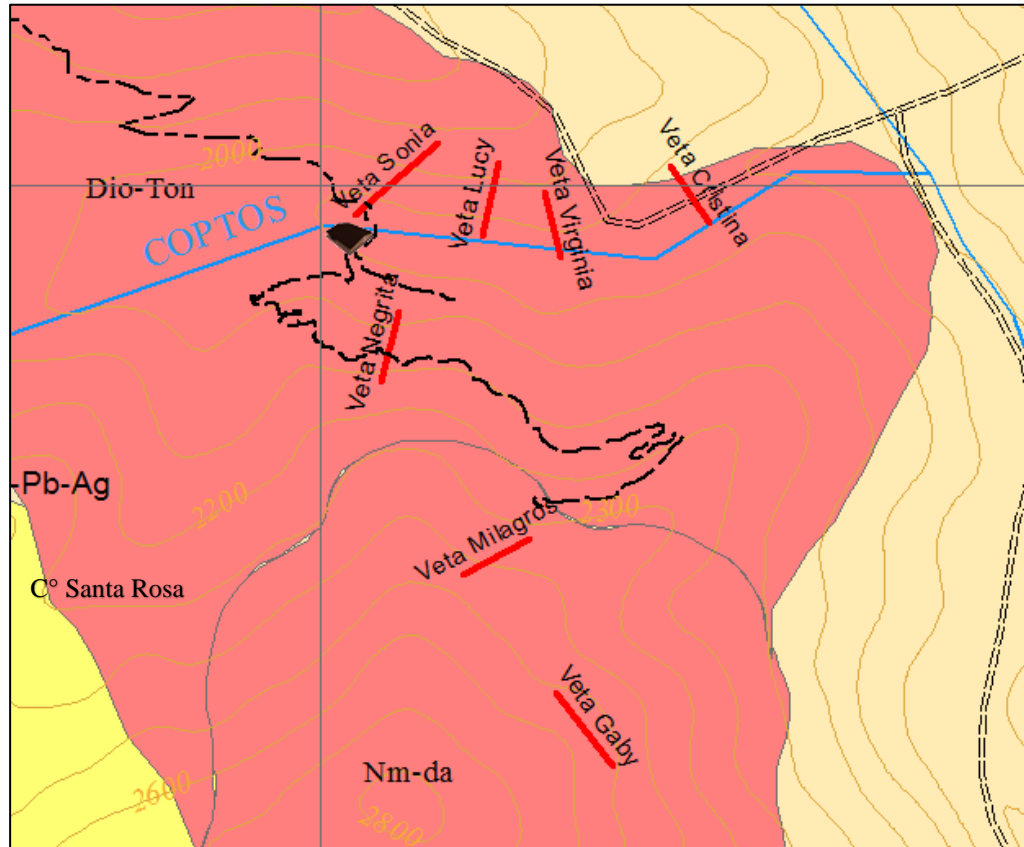 2000
Veta Sonia
Veta Lucy
Veta Virginia
Veta Cristina
Dio-Ton
COPTOS
Veta Negrita
-Pb-Ag
2200
2300
Veta Milagros
C° Santa Rosa
Veta Gaby
Nm-da
2600
2800